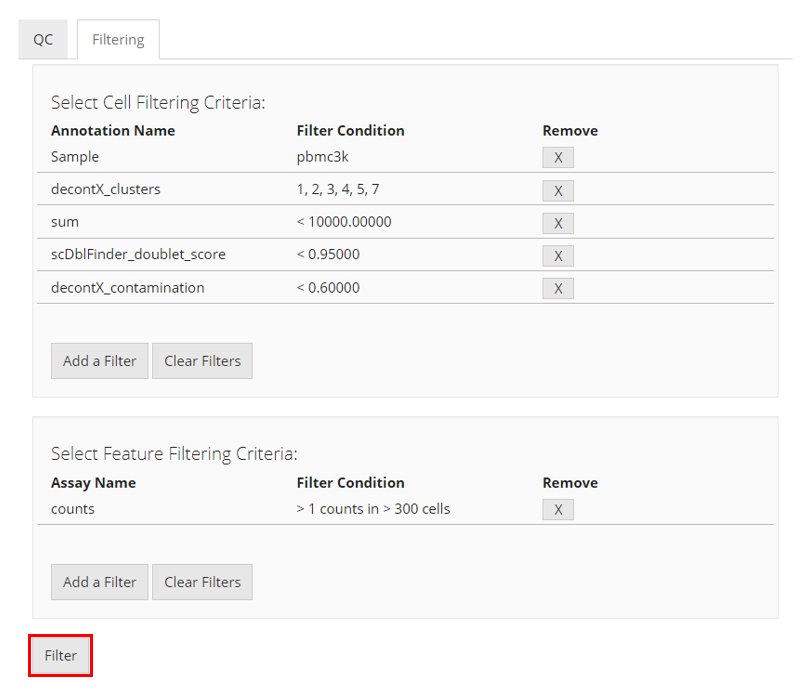 QC Filtering
Select Cell Filtering Criteria:
Annotation Name Filter Condition Remove
Sample pbmc3k X
decontX_clusters 1, 2, 3, 4, 5, 7 X
sum < 10000.00000 X
scDblFinder_doublet_score < 0.95000 X
decontX_contamination < 0.60000 X
Add a Filter Clear Filters
Select Feature Filtering Criteria:
Assay Name Filter Condition Remove
counts > 1 counts in > 300 cells X
Add a Filter Clear Filters
Filter